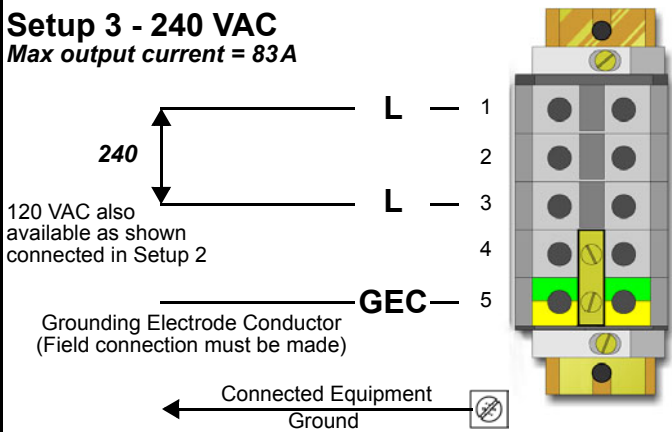 Setup 3 - 240 VAC
Max output current = 83A
L 1
240
2
L 3
120 VAC also
available as shown
connected in Setup 2
4
GEC 5
Grounding Electrode Conductor
(Field connection must be made)
Connected Equipment
Ground